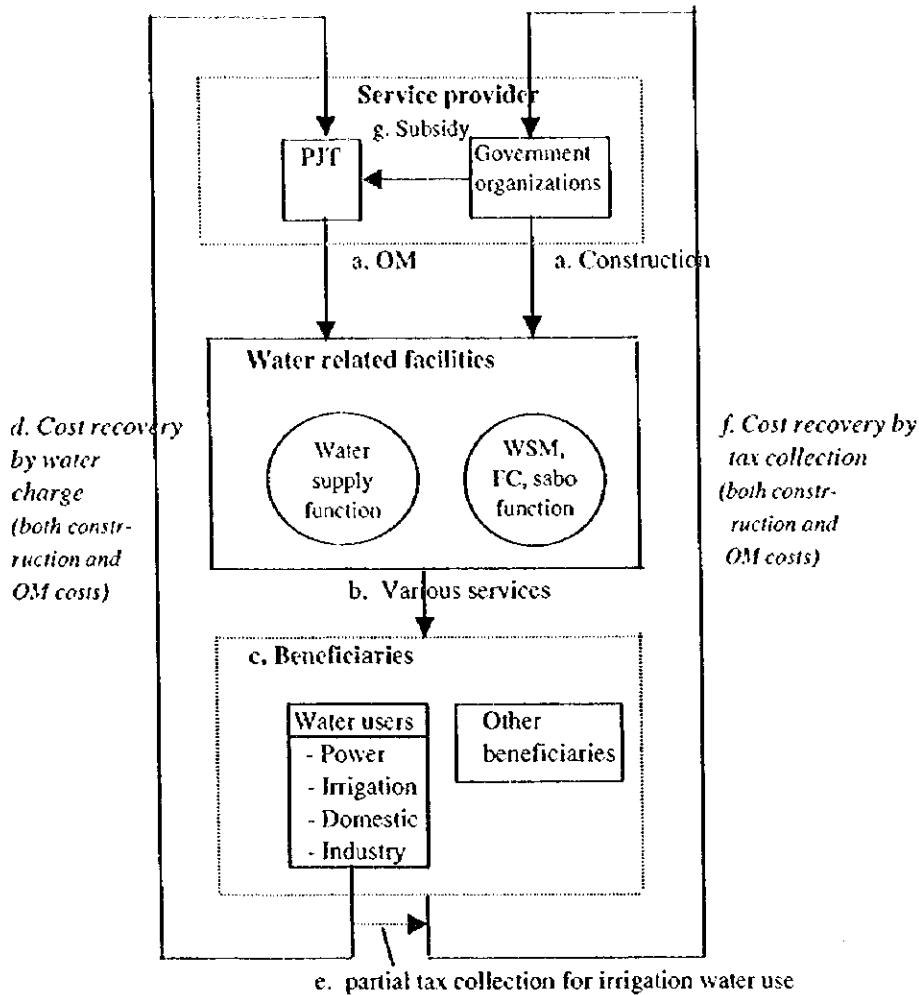 Service provider
g. Subsidy
PJT
Government
organizations
a. OM
a. Construction
Water related facilities
Water
supply
function
WSM,
FC, sabo
function
d. Cost recovery
by water
charge
(both constr-
ruction and
OM costs)
f. Cost recovery by
tax collection
(both constr-
ruction and
OM costs)
b. Various services
c. Beneficiaries
Water users
- Power
- Irrigation
- Domestic
- Industry
Other
beneficiaries
e. partial tax collection for irrigation water use